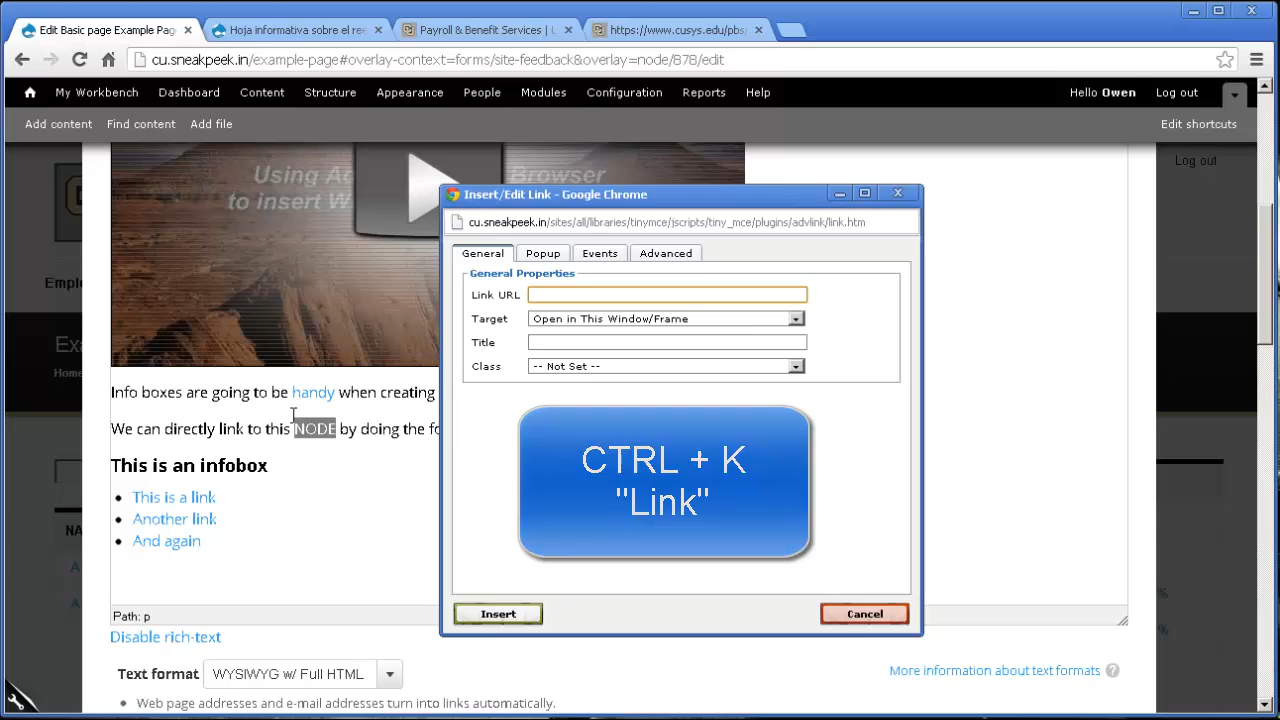 Edit Basic page Example Pag
Hoja informativa sobre el ree
Payroll & Benefit Services | U
https://www.cusys.edu/pbs/
cu.sneakpeek.in/example-page#overlay-context=forms/site-feedback&overlay=node/878/edit
My Workbench Dashboard Content Structure Appearance People Modules Configuration Reports Help Hello Owen Log out
Add content Find content Add file Edit shortcuts
Log out
Using Ad Browser
to insert W
Insert/Edit Link - Google Chrome
cu.sneakpeek.in/sites/all/libraries/tinymce/jscripts/tiny_mce/plugins/advlink/link.htm
General Popup Events Advanced
General Properties
Link URL
Target Open in This Window/Frame
Title
Class -- Not Set --
Employ
Exa
Home
Info boxes are going to be handy when creating
We can directly link to this NODE by doing the fo
This is an infobox
This is a link
Another link
And again
NA
A
A
CTRL + K
"Link"
%
%
Insert Cancel
Path: p
Disable rich-text
Text format WYSIWYG w/ Full HTML
More information about text formats
Web page addresses and e-mail addresses turn into links automatically.